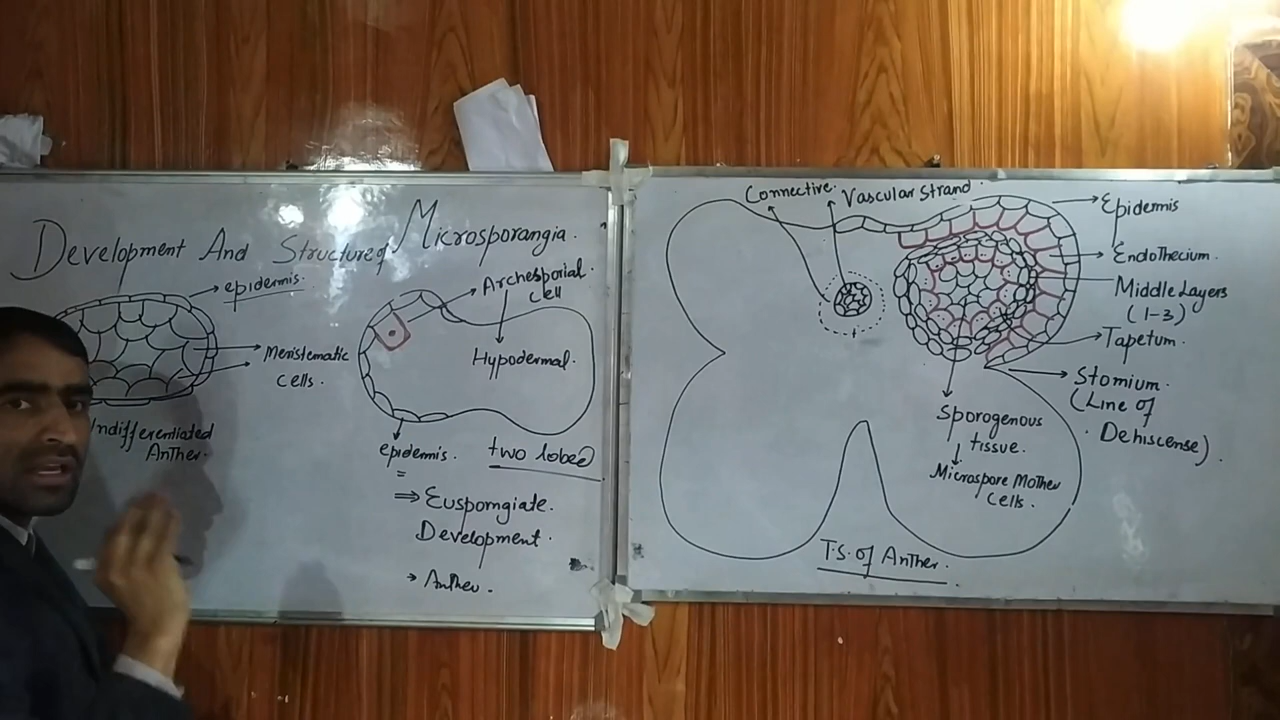 Development And Structure of Microsporangia.
epidermis.
Meristematic
Cells.
Undifferentiated
Anther.
Archesporial
Cell
Hypodermal.
epidermis.
two lobed
⇒ Eusporngiate
Development.
→ Anther.
Connective.
Vascular Strand.
Epidermis
Endothecium.
Middle Layers
(1-3)
Tapetum.
Stomium.
(Line of
Dehiscense).
Sporogenous
tissue.
Microspore Mother
Cells.
T.S. of Anther.